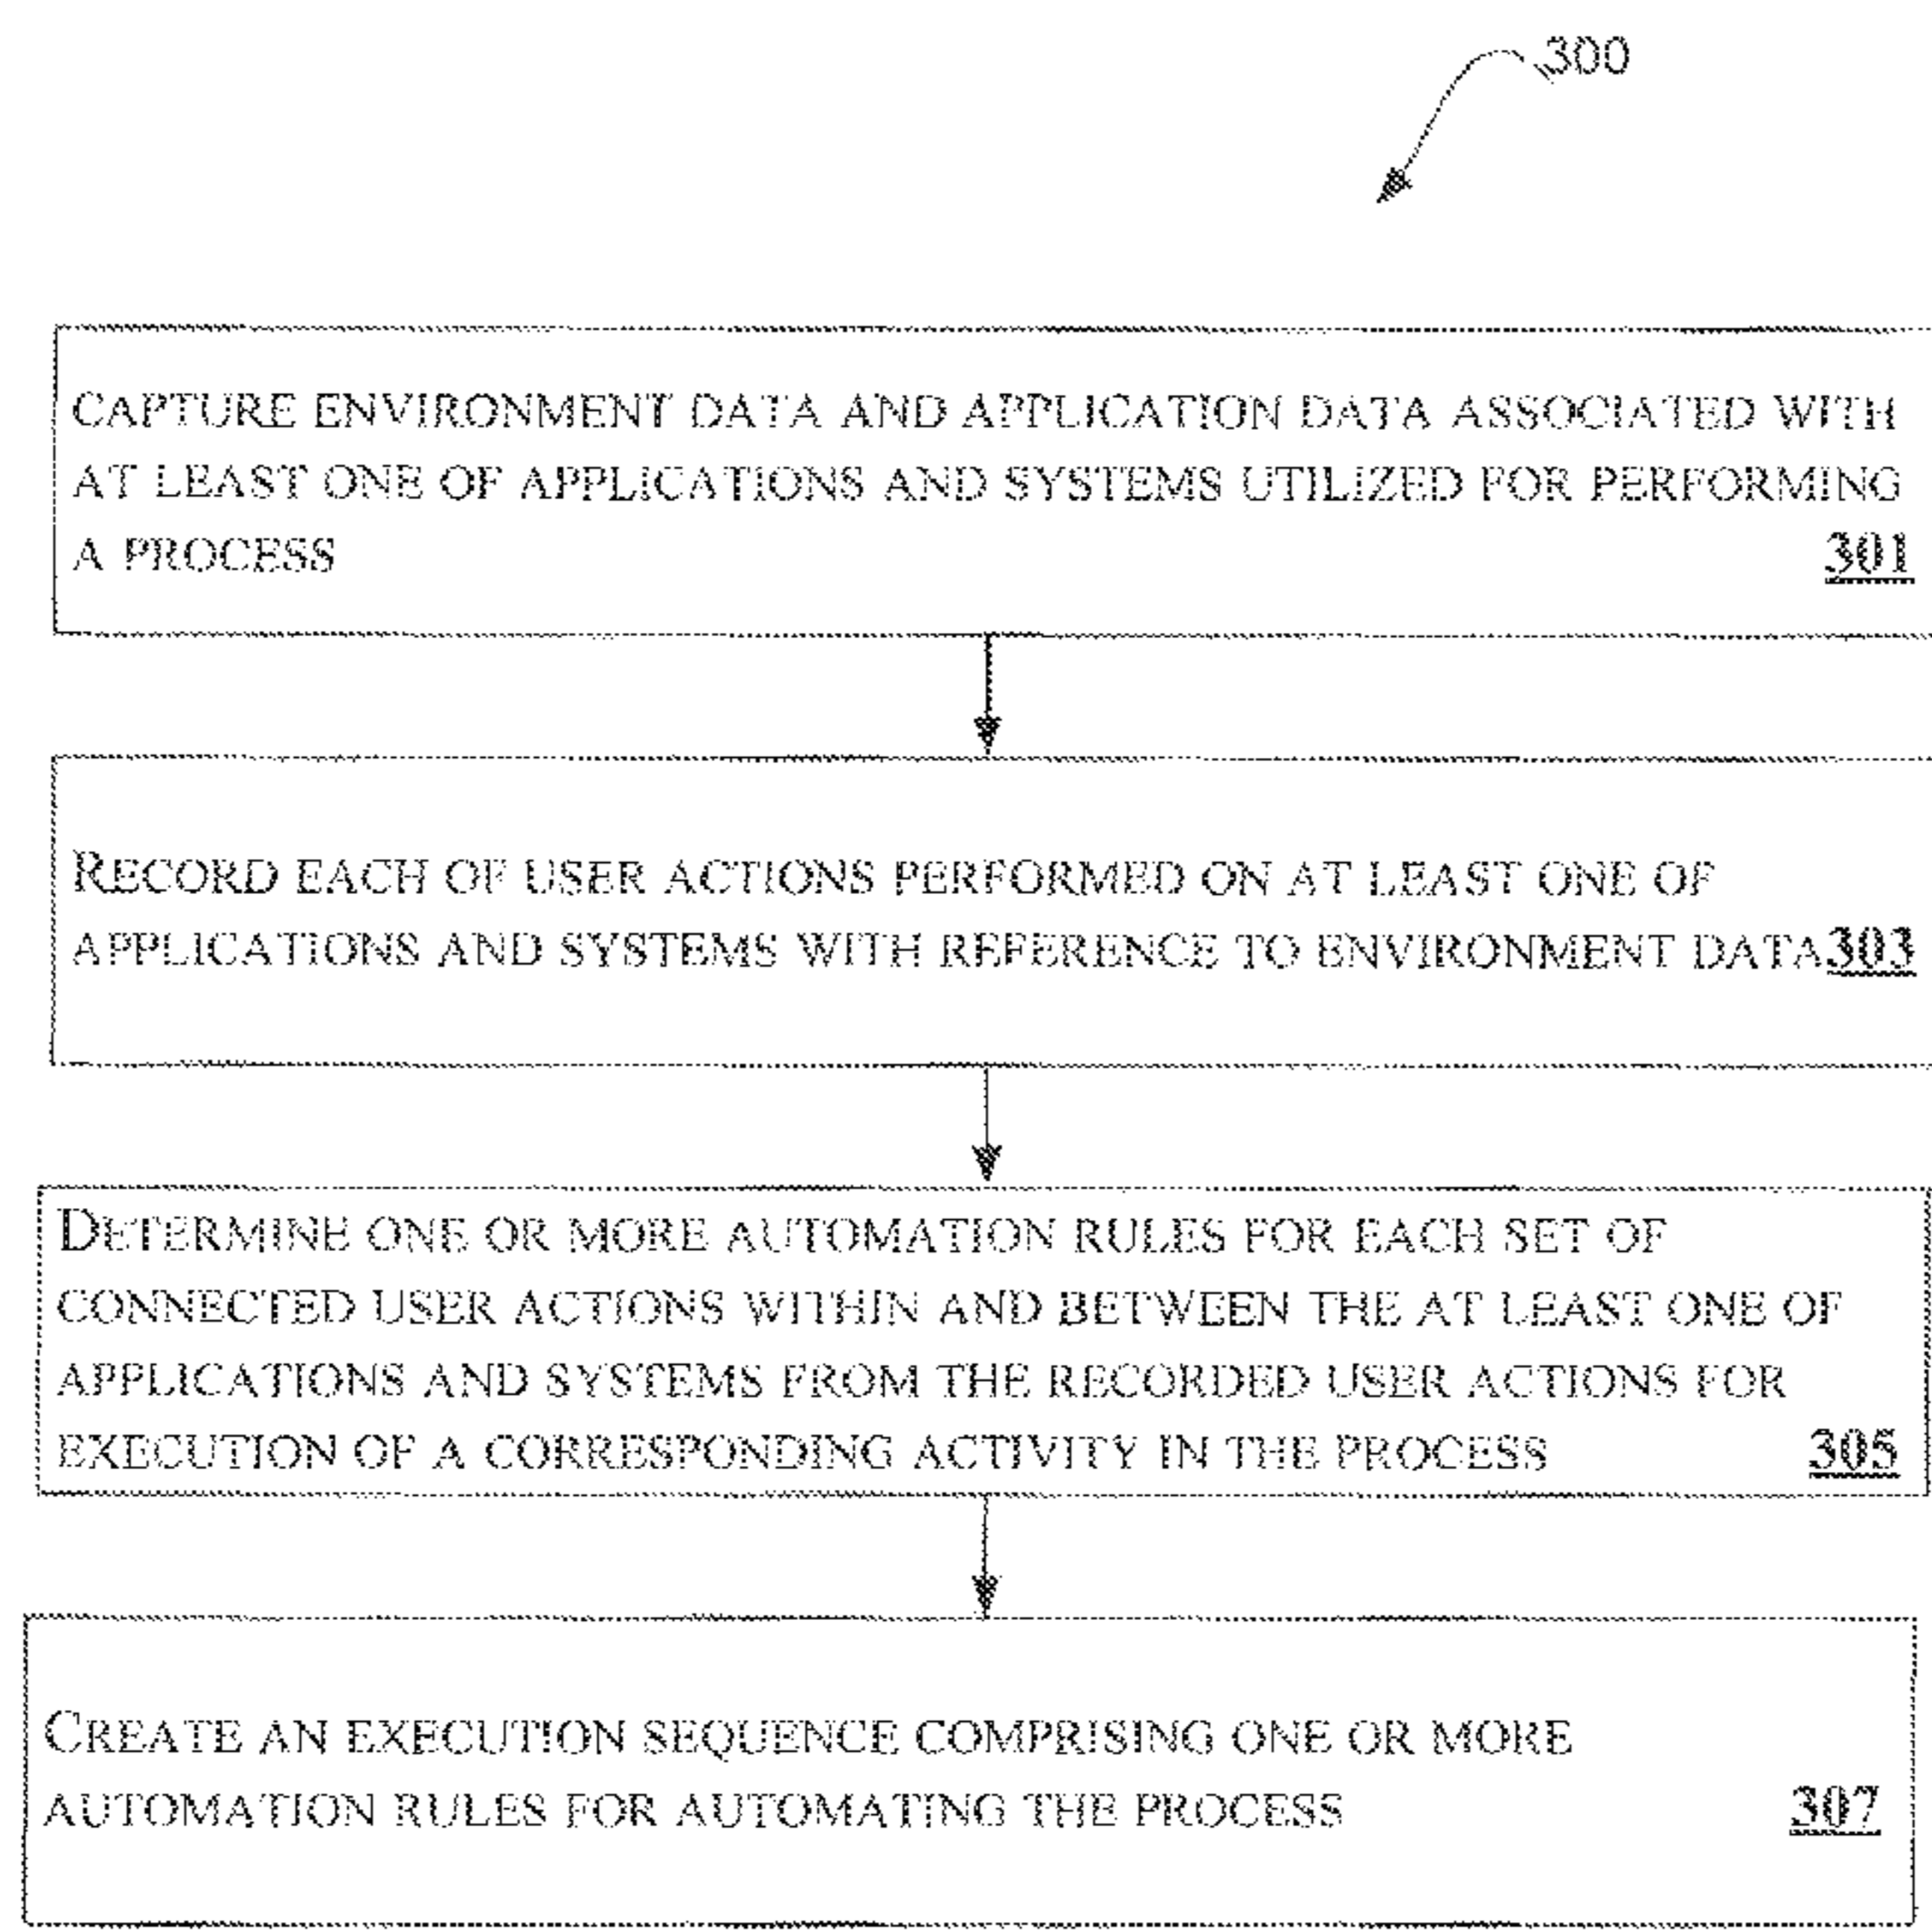 300
CAPTURE ENVIRONMENT DATA AND APPLICATION DATA ASSOCIATED WITH
AT LEAST ONE OF APPLICATIONS AND SYSTEMS UTILIZED FOR PERFORMING
A PROCESS 301
RECORD EACH OF USER ACTIONS PERFORMED ON AT LEAST ONE OF
APPLICATIONS AND SYSTEMS WITH REFERENCE TO ENVIRONMENT DATA 303
DETERMINE ONE OR MORE AUTOMATION RULES FOR EACH SET OF
CONNECTED USER ACTIONS WITHIN AND BETWEEN THE AT LEAST ONE OF
APPLICATIONS AND SYSTEMS FROM THE RECORDED USER ACTIONS FOR
EXECUTION OF A CORRESPONDING ACTIVITY IN THE PROCESS 305
CREATE AN EXECUTION SEQUENCE COMPRISING ONE OR MORE
AUTOMATION RULES FOR AUTOMATING THE PROCESS 307